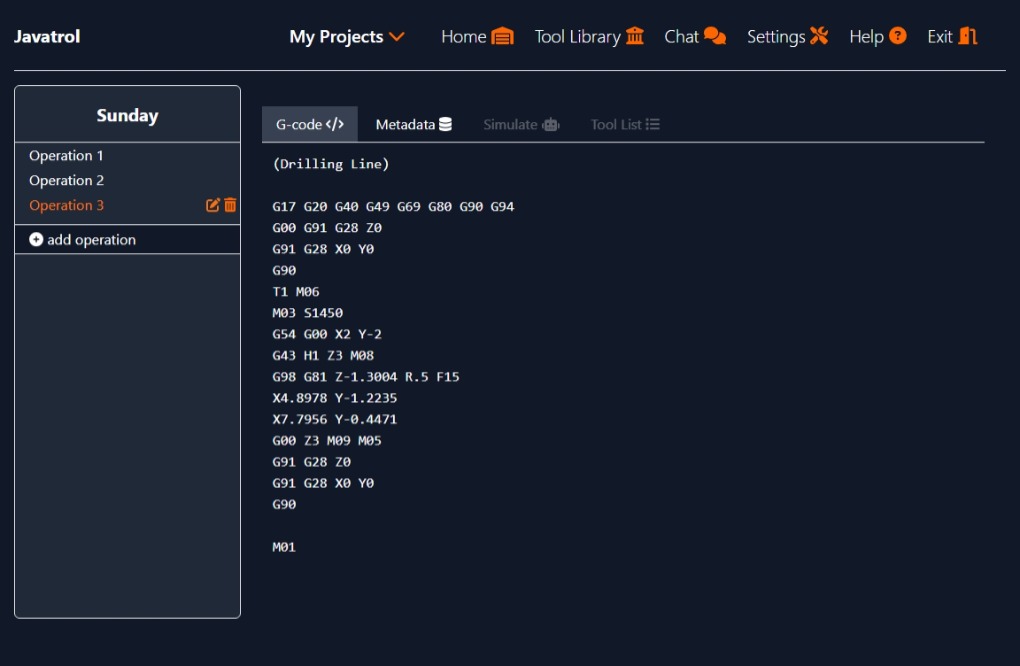 Javatrol
My Projects
Home
Tool Library
Chat
Settings
Help
Exit
Sunday
Operation 1
Operation 2
Operation 3
add operation
G-code </>
Metadata
Simulate
Tool List
(Drilling Line)
G17 G20 G40 G49 G69 G80 G90 G94
G00 G91 G28 Z0
G91 G28 X0 Y0
G90
T1 M06
M03 S1450
G54 G00 X2 Y-2
G43 H1 Z3 M08
G98 G81 Z-1.3004 R.5 F15
X4.8978 Y-1.2235
X7.7956 Y-0.4471
G00 Z3 M09 M05
G91 G28 Z0
G91 G28 X0 Y0
G90
M01